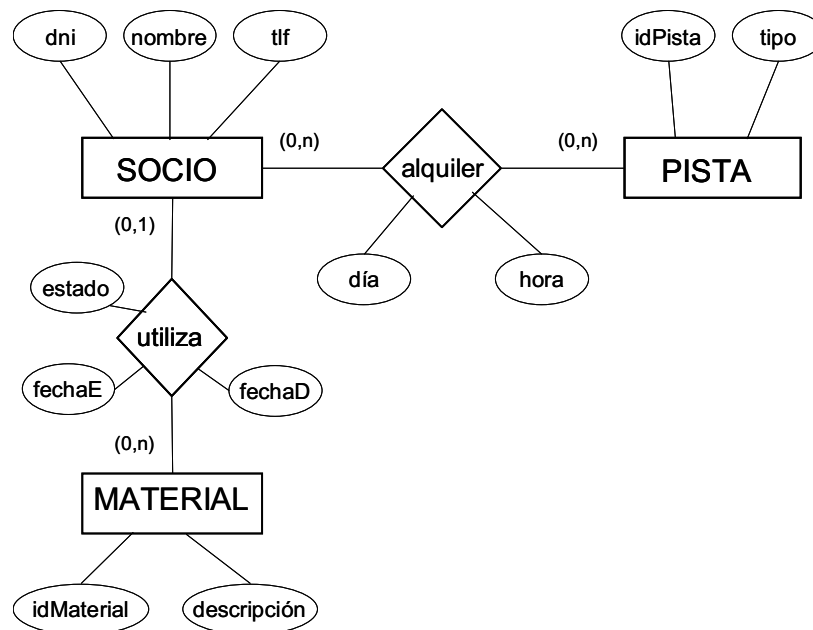 dni
nombre
tlf
idPista
tipo
SOCIO
(0,n)
alquiler
(0,n)
PISTA
(0,1)
día
hora
estado
utiliza
fechaE
fechaD
(0,n)
MATERIAL
idMaterial
descripción